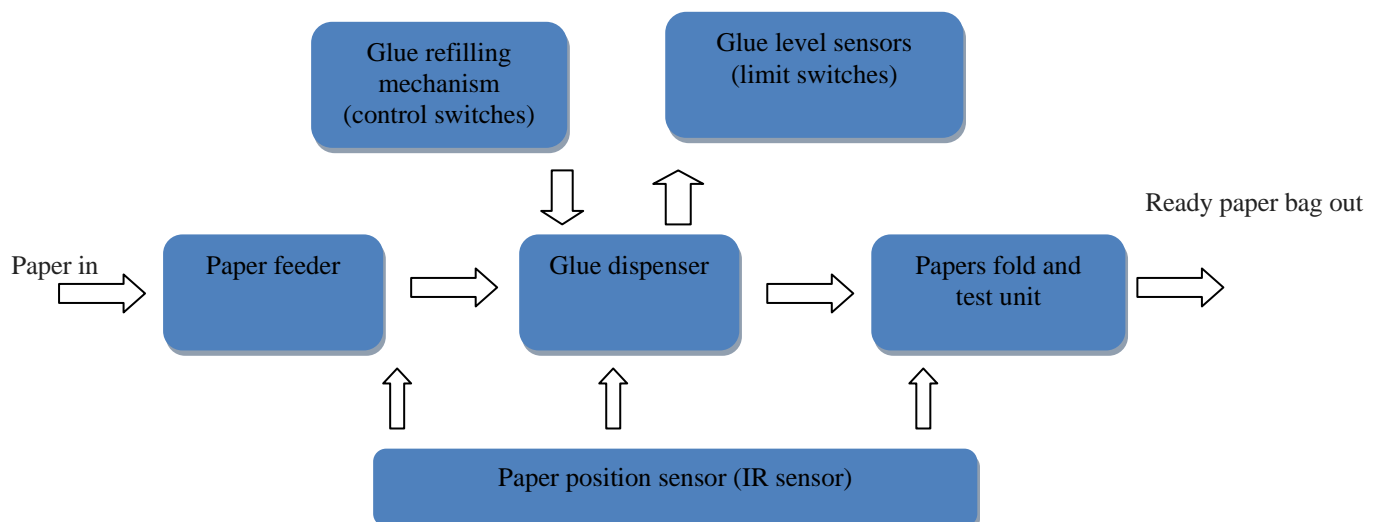 Glue refilling
mechanism
(control switches)
Glue level sensors
(limit switches)
Ready paper bag out
Paper in
Paper feeder
Glue dispenser
Papers fold and
test unit
Paper position sensor (IR sensor)